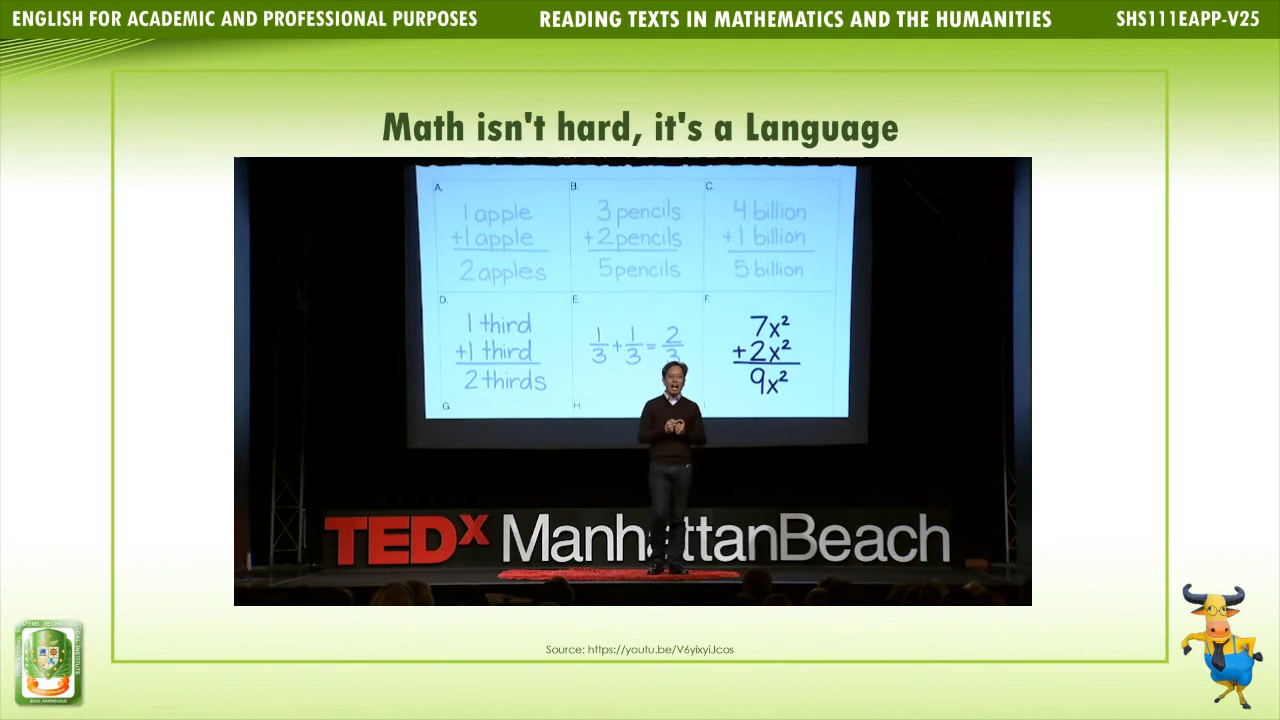 ENGLISH FOR ACADEMIC AND PROFESSIONAL PURPOSES
READING TEXTS IN MATHEMATICS AND THE HUMANITIES
SHS111EAPP-V25
Math isn't hard, it's a Language
A.
1 apple
+1 apple
2 apples
B.
3 pencils
+2 pencils
5 pencils
C.
4 billion
+1 billion
5 billion
D.
1 third
+1 third
2 thirds
E.
1/3 + 1/3 = 2/3
F.
7x²
+2x²
9x²
G.
H.
TEDx ManhattanBeach
Source: https://youtu.be/V6yixyiJcos